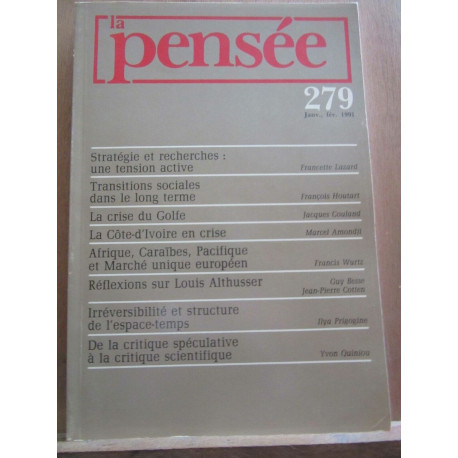 la
pensée
279
Janv., fév. 1991
Stratégie et recherches :
une tension active
Francette Lazard
Transitions sociales
dans le long terme
François Houtart
La crise du Golfe
Jacques Couland
La Côte-d'Ivoire en crise
Marcel Amondji
Afrique, Caraïbes, Pacifique
et Marché unique européen
Francis Wurtz
Réflexions sur Louis Althusser
Guy Besse
Jean-Pierre Cotten
Irréversibilité et structure
de l'espace-temps
Ilya Prigogine
De la critique spéculative
à la critique scientifique
Yvon Quiniou